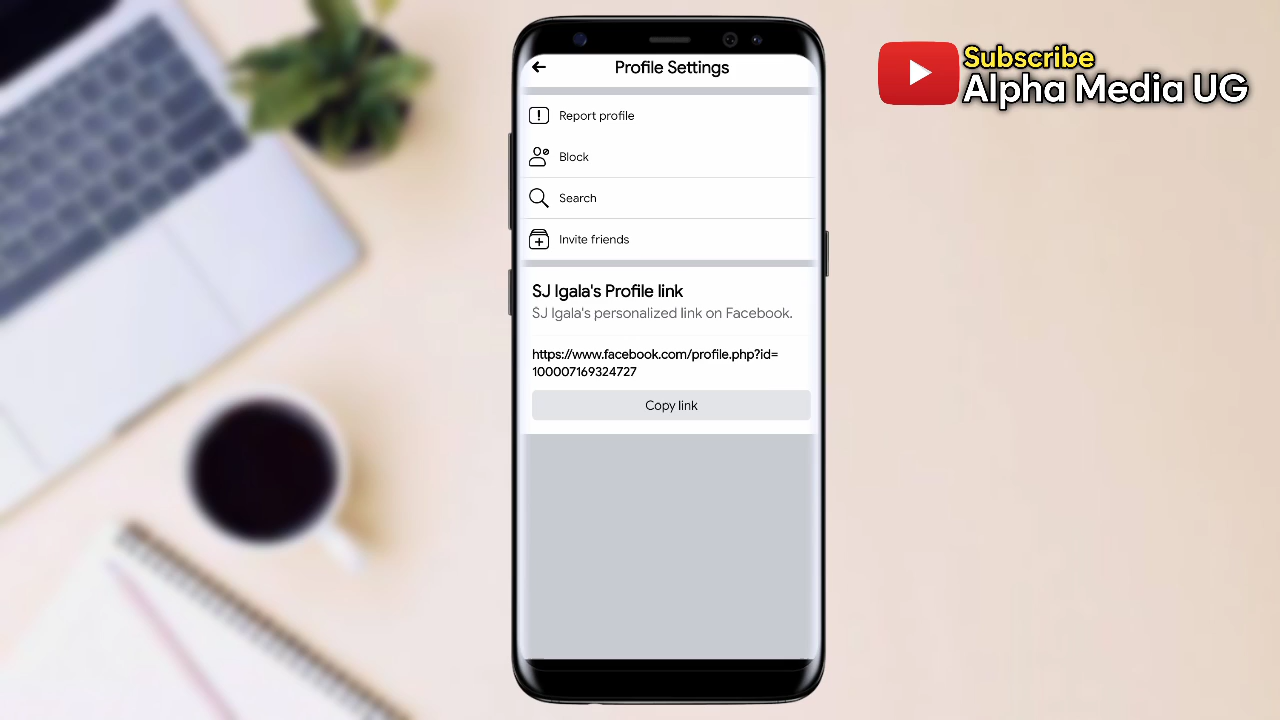 Subscribe
Alpha Media UG
Profile Settings
Report profile
Block
Search
Invite friends
SJ Igala's Profile link
SJ Igala's personalized link on Facebook.
https://www.facebook.com/profile.php?id=
100007169324727
Copy link